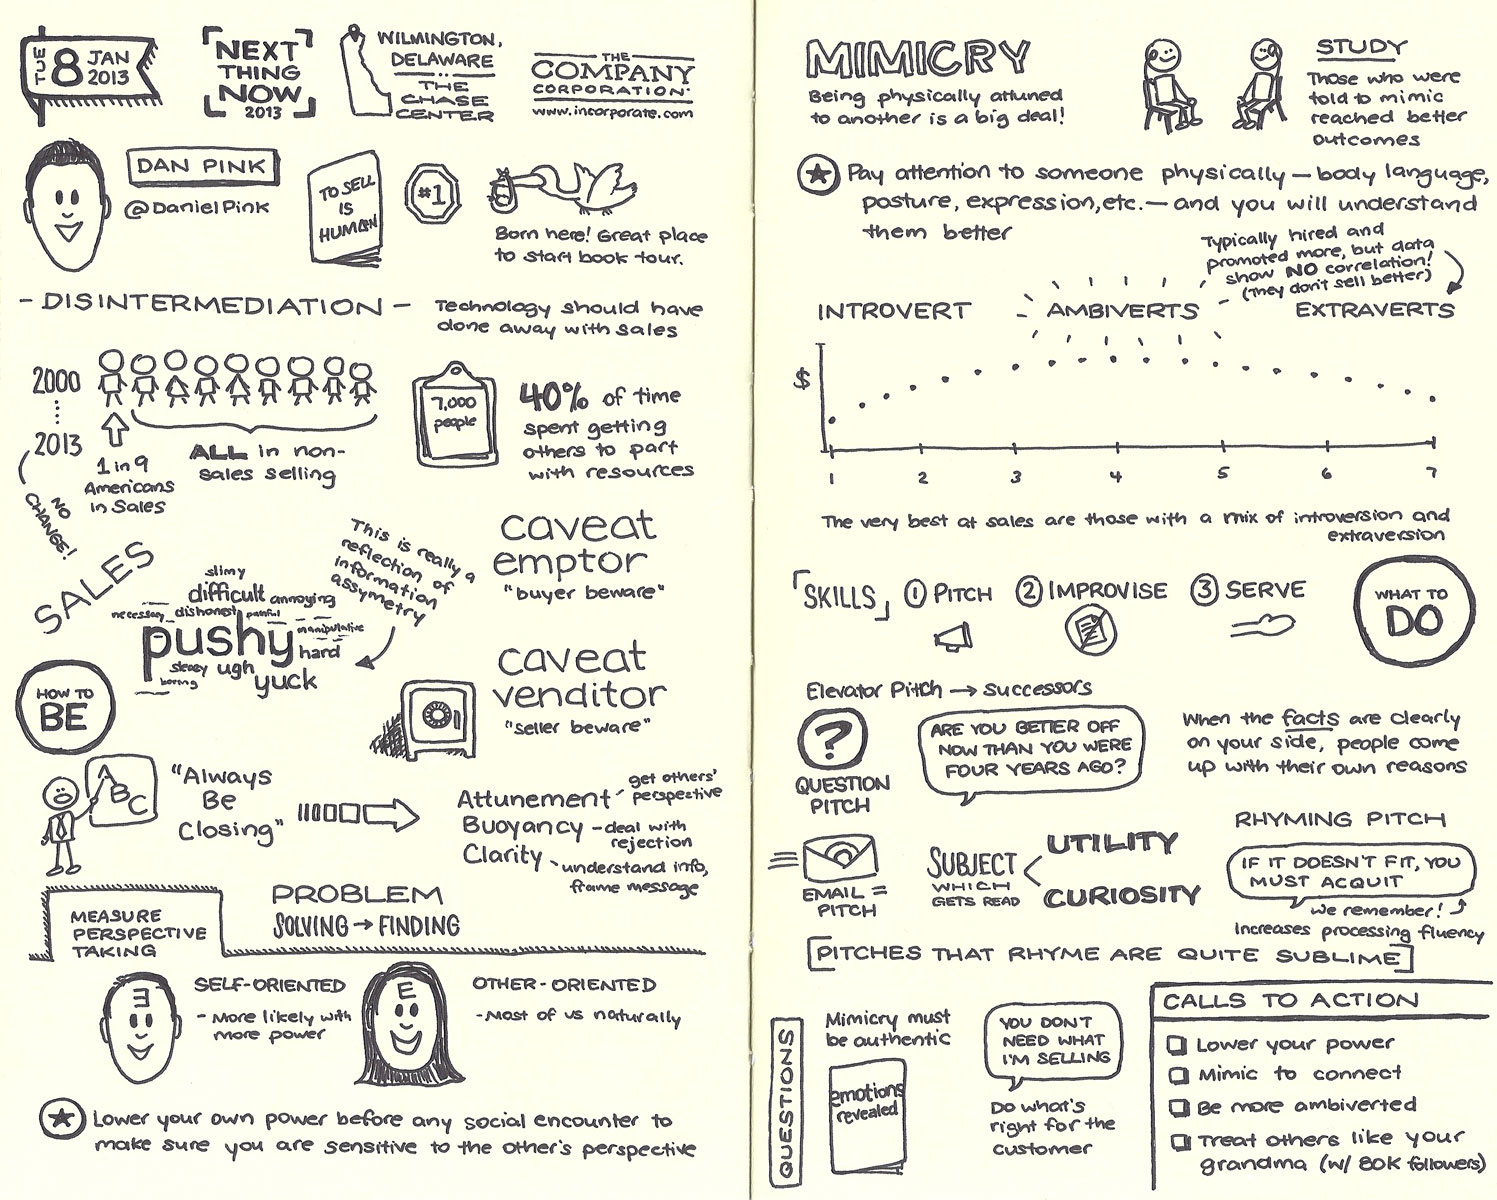 TUE 8 JAN 2013
NEXT
THING
NOW
2013
WILMINGTON,
DELAWARE
THE
CHASE
CENTER
THE
COMPANY
CORPORATION
www.incorporate.com
DAN PINK
@DanielPink
TO SELL
IS
HUMAN
#1
Born here! Great place
to start book tour.
- DISINTERMEDIATION -
Technology should have
done away with sales
2000
2013
NO
CHANGE!
1 in 9
Americans
in Sales
ALL in non-
sales selling
7,000
people
40% of time
spent getting
others to part
with resources
SALES
slimy
difficult annoying
necessary dishonest painful
pushy manipulative
hard
sleazy ugh
boring yuck
This is really a
reflection of
information
assymetry
caveat
emptor
"buyer beware"
caveat
venditor
"seller beware"
HOW TO
BE
ABC
"Always
Be
Closing"
Attunement - get others'
perspective
Buoyancy - deal with
rejection
Clarity - understand info,
frame message
PROBLEM
SOLVING → FINDING
MEASURE
PERSPECTIVE
TAKING
E
SELF-ORIENTED
- More likely with
more power
E
OTHER-ORIENTED
- Most of us naturally
Lower your own power before any social encounter to
make sure you are sensitive to the other's perspective
MIMICRY
Being physically attuned
to another is a big deal!
STUDY
Those who were
told to mimic
reached better
outcomes
Pay attention to someone physically — body language,
posture, expression, etc. — and you will understand
them better
Typically hired and
promoted more, but data
show NO correlation!
(they don't sell better)
INTROVERT AMBIVERTS EXTRAVERTS
$
1 2 3 4 5 6 7
The very best at sales are those with a mix of introversion and
extraversion
SKILLS
1 PITCH 2 IMPROVISE 3 SERVE
WHAT TO
DO
Elevator Pitch → successors
?
QUESTION
PITCH
ARE YOU BETTER OFF
NOW THAN YOU WERE
FOUR YEARS AGO?
When the facts are clearly
on your side, people come
up with their own reasons
EMAIL =
PITCH
SUBJECT
WHICH
GETS READ
UTILITY
CURIOSITY
RHYMING PITCH
IF IT DOESN'T FIT, YOU
MUST ACQUIT
we remember!
Increases processing fluency
[PITCHES THAT RHYME ARE QUITE SUBLIME]
QUESTIONS
Mimicry must
be authentic
emotions
revealed
YOU DON'T
NEED WHAT
I'M SELLING
Do what's
right for the
customer
CALLS TO ACTION
Lower your power
Mimic to connect
Be more ambiverted
Treat others like your
grandma (w/ 80K followers)